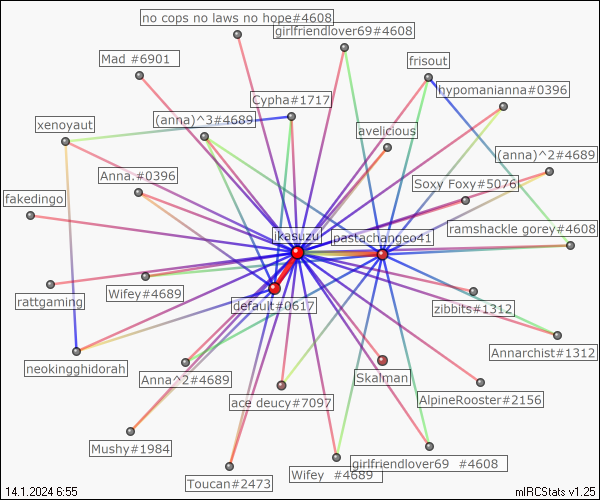 no cops no laws no hope#4608
girlfriendlover69#4608
Mad #6901
frisout
hypomanianna#0396
Cypha#1717
xenoyaut
(anna)^3#4689
avelicious
(anna)^2#4689
Anna.#0396
Soxy Foxy#5076
fakedingo
ramshackle gorey#4608
ikasuzu
pastachangeo41
Wifey#4689
rattgaming
default#0617
zibbits#1312
Annarchist#1312
neokingghidorah
Anna^2#4689
Skalman
ace deucy#7097
AlpineRooster#2156
Mushy#1984
girlfriendlover69 #4608
Wifey #4689
Toucan#2473
14.1.2024 6:55
mIRCStats v1.25